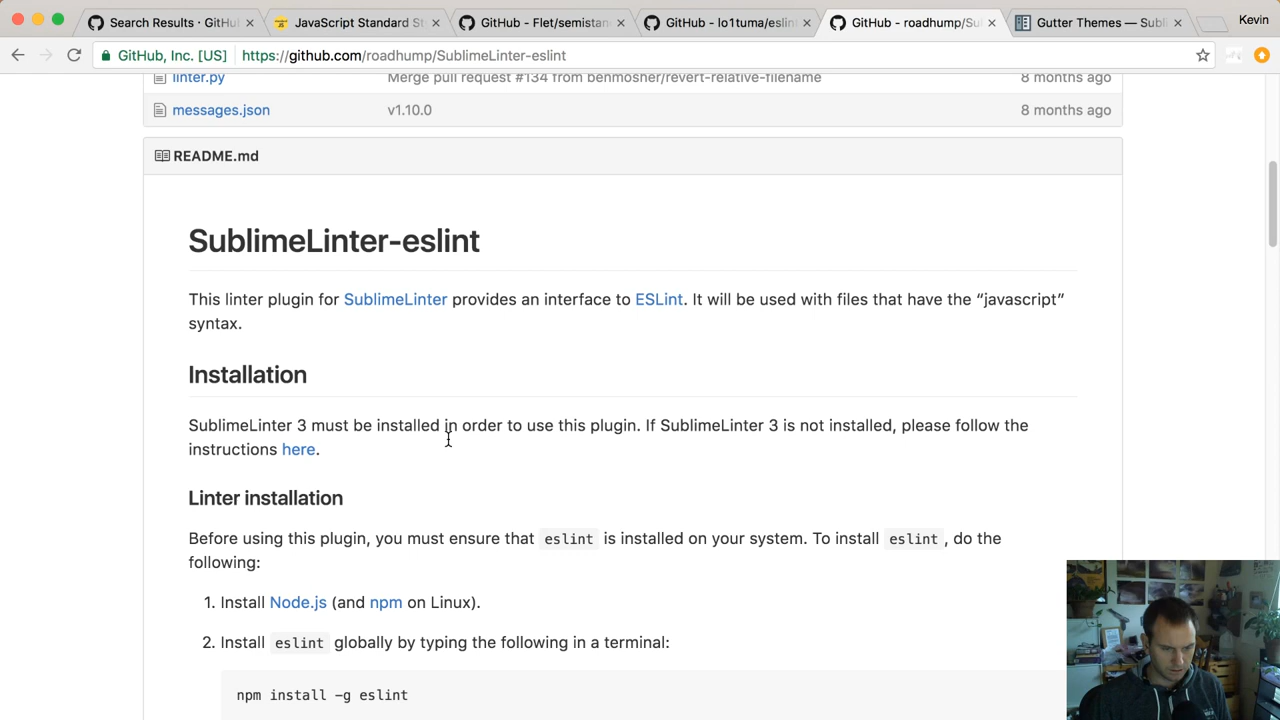 Search Results · GitHub
JavaScript Standard St
GitHub - Flet/semistan
GitHub - lo1tuma/eslin
GitHub - roadhump/Su
Gutter Themes — Subl
Kevin
GitHub, Inc. [US] https://github.com/roadhump/SublimeLinter-eslint
linter.py Merge pull request #134 from benmosher/revert-relative-filename 8 months ago
messages.json v1.10.0 8 months ago
README.md
SublimeLinter-eslint
This linter plugin for SublimeLinter provides an interface to ESLint. It will be used with files that have the “javascript”
syntax.
Installation
SublimeLinter 3 must be installed in order to use this plugin. If SublimeLinter 3 is not installed, please follow the
instructions here.
Linter installation
Before using this plugin, you must ensure that eslint is installed on your system. To install eslint, do the
following:
1. Install Node.js (and npm on Linux).
2. Install eslint globally by typing the following in a terminal:
npm install -g eslint